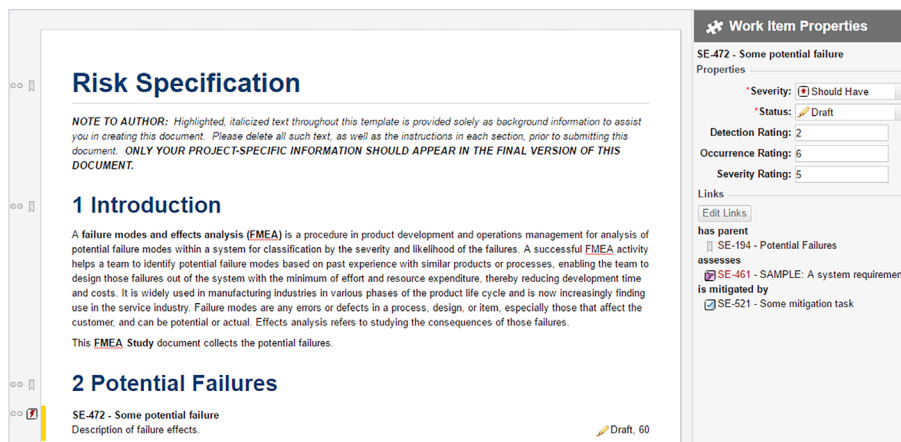 Risk Specification
NOTE TO AUTHOR: Highlighted, italicized text throughout this template is provided solely as background information to assist
you in creating this document. Please delete all such text, as well as the instructions in each section, prior to submitting this
document. ONLY YOUR PROJECT-SPECIFIC INFORMATION SHOULD APPEAR IN THE FINAL VERSION OF THIS
DOCUMENT.
1 Introduction
A failure modes and effects analysis (FMEA) is a procedure in product development and operations management for analysis of
potential failure modes within a system for classification by the severity and likelihood of the failures. A successful FMEA activity
helps a team to identify potential failure modes based on past experience with similar products or processes, enabling the team to
design those failures out of the system with the minimum of effort and resource expenditure, thereby reducing development time
and costs. It is widely used in manufacturing industries in various phases of the product life cycle and is now increasingly finding
use in the service industry. Failure modes are any errors or defects in a process, design, or item, especially those that affect the
customer, and can be potential or actual. Effects analysis refers to studying the consequences of those failures.
This FMEA Study document collects the potential failures.
2 Potential Failures
SE-472 - Some potential failure
Description of failure effects.
Draft, 60
Work Item Properties
SE-472 - Some potential failure
Properties
*Severity: Should Have
*Status: Draft
Detection Rating: 2
Occurrence Rating: 6
Severity Rating: 5
Links
Edit Links
has parent
SE-194 - Potential Failures
assesses
SE-461 - SAMPLE: A system requiremen
is mitigated by
SE-521 - Some mitigation task